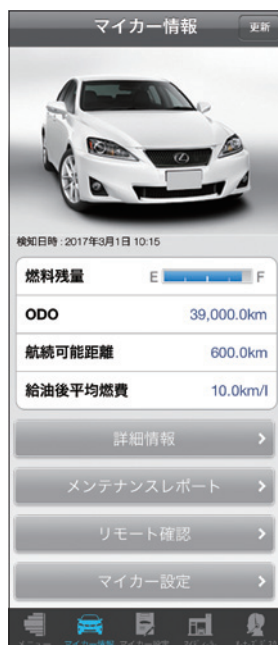 マイカー情報
更新
検知日時 : 2017年3月1日 10:15
燃料残量 E F
ODO 39,000.0km
航続可能距離 600.0km
給油後平均燃費 10.0km/l
詳細情報
メンテナンスレポート
リモート確認
マイカー設定
メニュー マイカー情報